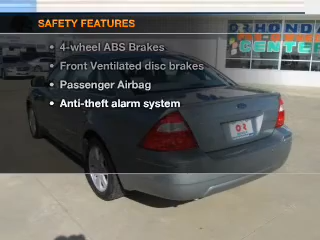 SAFETY FEATURES
4-wheel ABS Brakes
Front Ventilated disc brakes
Passenger Airbag
Anti-theft alarm system
HONDA
CENTER